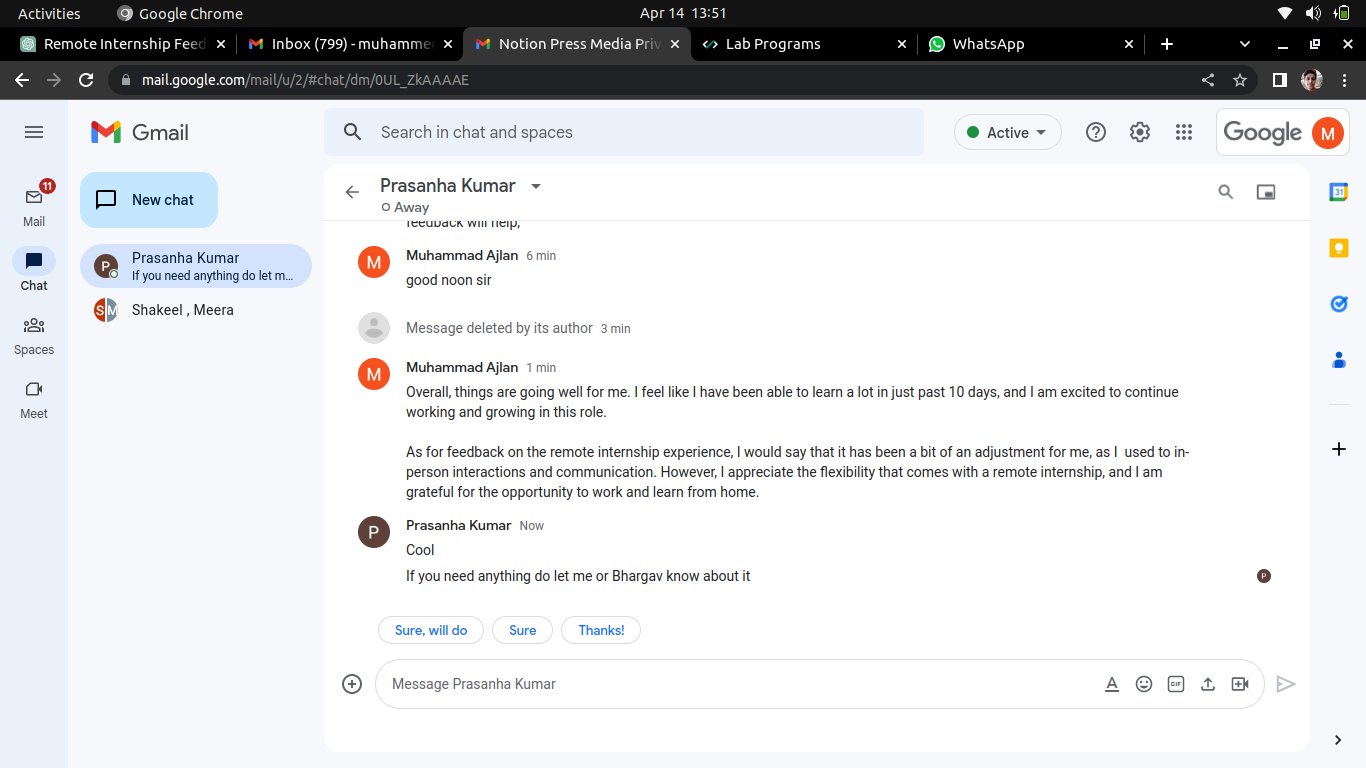 Activities
Google Chrome
Apr 14 13:51
Remote Internship Feed
Inbox (799) - muhammed
Notion Press Media Priv
Lab Programs
WhatsApp
mail.google.com/mail/u/2/#chat/dm/0UL_ZkAAAAE
Gmail
Search in chat and spaces
Active
Google
M
11
Mail
Chat
Spaces
Meet
New chat
P
Prasanha Kumar
If you need anything do let m...
S M
Shakeel , Meera
Prasanha Kumar
Away
31
feedback will help,
M
Muhammad Ajlan 6 min
good noon sir
Message deleted by its author 3 min
M
Muhammad Ajlan 1 min
Overall, things are going well for me. I feel like I have been able to learn a lot in just past 10 days, and I am excited to continue
working and growing in this role.
As for feedback on the remote internship experience, I would say that it has been a bit of an adjustment for me, as I used to in-
person interactions and communication. However, I appreciate the flexibility that comes with a remote internship, and I am
grateful for the opportunity to work and learn from home.
P
Prasanha Kumar Now
Cool
If you need anything do let me or Bhargav know about it
P
Sure, will do
Sure
Thanks!
Message Prasanha Kumar
A
GIF